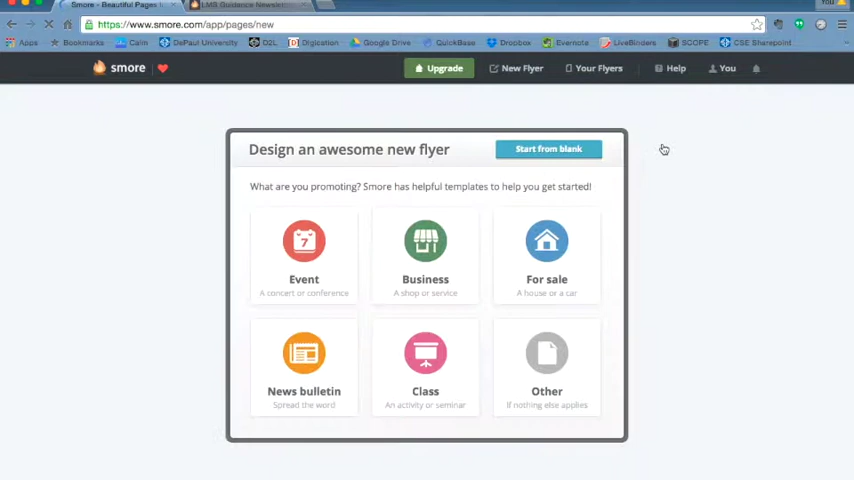 Smore - Beautiful Pages
LMS Guidance Newslet
You
https://www.smore.com/app/pages/new
Apps
Bookmarks
Calm
DePaul University
D2L
Digication
Google Drive
QuickBase
Dropbox
Evernote
LiveBinders
SCOPE
CSE Sharepoint
smore
Upgrade
New Flyer
Your Flyers
Help
You
Design an awesome new flyer
Start from blank
What are you promoting? Smore has helpful templates to help you get started!
7
Event
A concert or conference
Business
A shop or service
For sale
A house or a car
News bulletin
Spread the word
Class
An activity or seminar
Other
If nothing else applies